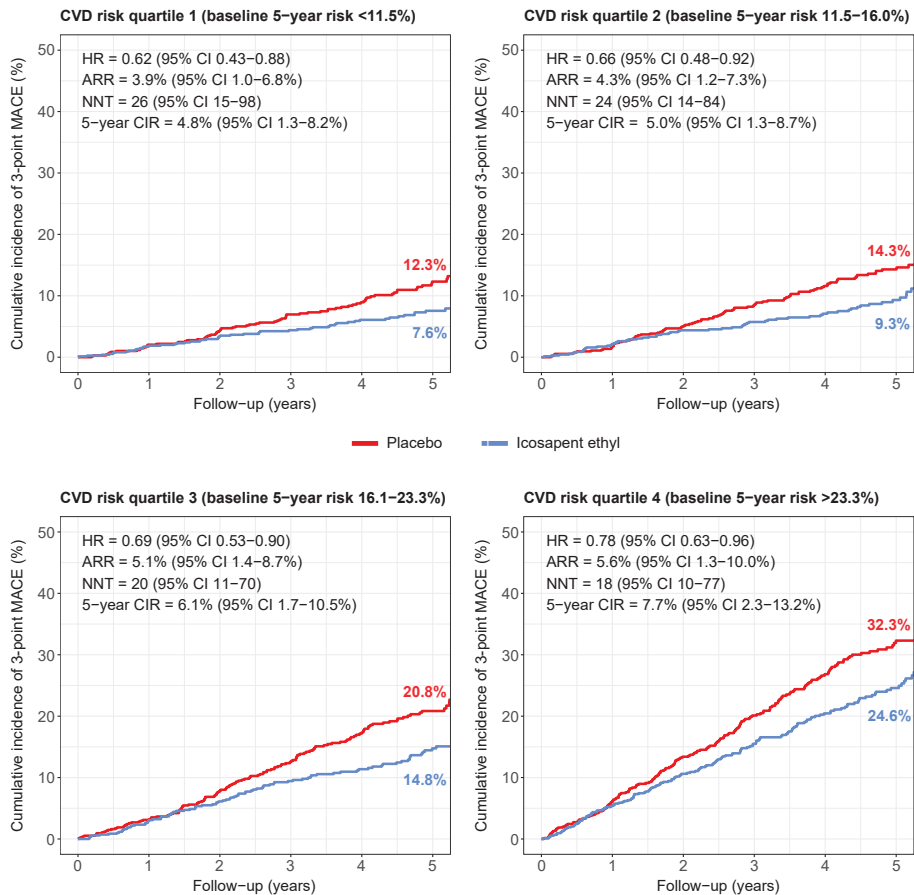 CVD risk quartile 1 (baseline 5−year risk <11.5%)
HR = 0.62 (95% CI 0.43−0.88)
ARR = 3.9% (95% CI 1.0−6.8%)
NNT = 26 (95% CI 15−98)
5−year CIR = 4.8% (95% CI 1.3−8.2%)
Cumulative incidence of 3−point MACE (%)
50
40
30
20
10
0
12.3%
7.6%
0 1 2 3 4 5
Follow−up (years)
CVD risk quartile 2 (baseline 5−year risk 11.5−16.0%)
HR = 0.66 (95% CI 0.48−0.92)
ARR = 4.3% (95% CI 1.2−7.3%)
NNT = 24 (95% CI 14−84)
5−year CIR = 5.0% (95% CI 1.3−8.7%)
Cumulative incidence of 3−point MACE (%)
50
40
30
20
10
0
14.3%
9.3%
0 1 2 3 4 5
Follow−up (years)
Placebo Icosapent ethyl
CVD risk quartile 3 (baseline 5−year risk 16.1−23.3%)
HR = 0.69 (95% CI 0.53−0.90)
ARR = 5.1% (95% CI 1.4−8.7%)
NNT = 20 (95% CI 11−70)
5−year CIR = 6.1% (95% CI 1.7−10.5%)
Cumulative incidence of 3−point MACE (%)
50
40
30
20
10
0
20.8%
14.8%
0 1 2 3 4 5
Follow−up (years)
CVD risk quartile 4 (baseline 5−year risk >23.3%)
HR = 0.78 (95% CI 0.63−0.96)
ARR = 5.6% (95% CI 1.3−10.0%)
NNT = 18 (95% CI 10−77)
5−year CIR = 7.7% (95% CI 2.3−13.2%)
Cumulative incidence of 3−point MACE (%)
50
40
30
20
10
0
32.3%
24.6%
0 1 2 3 4 5
Follow−up (years)